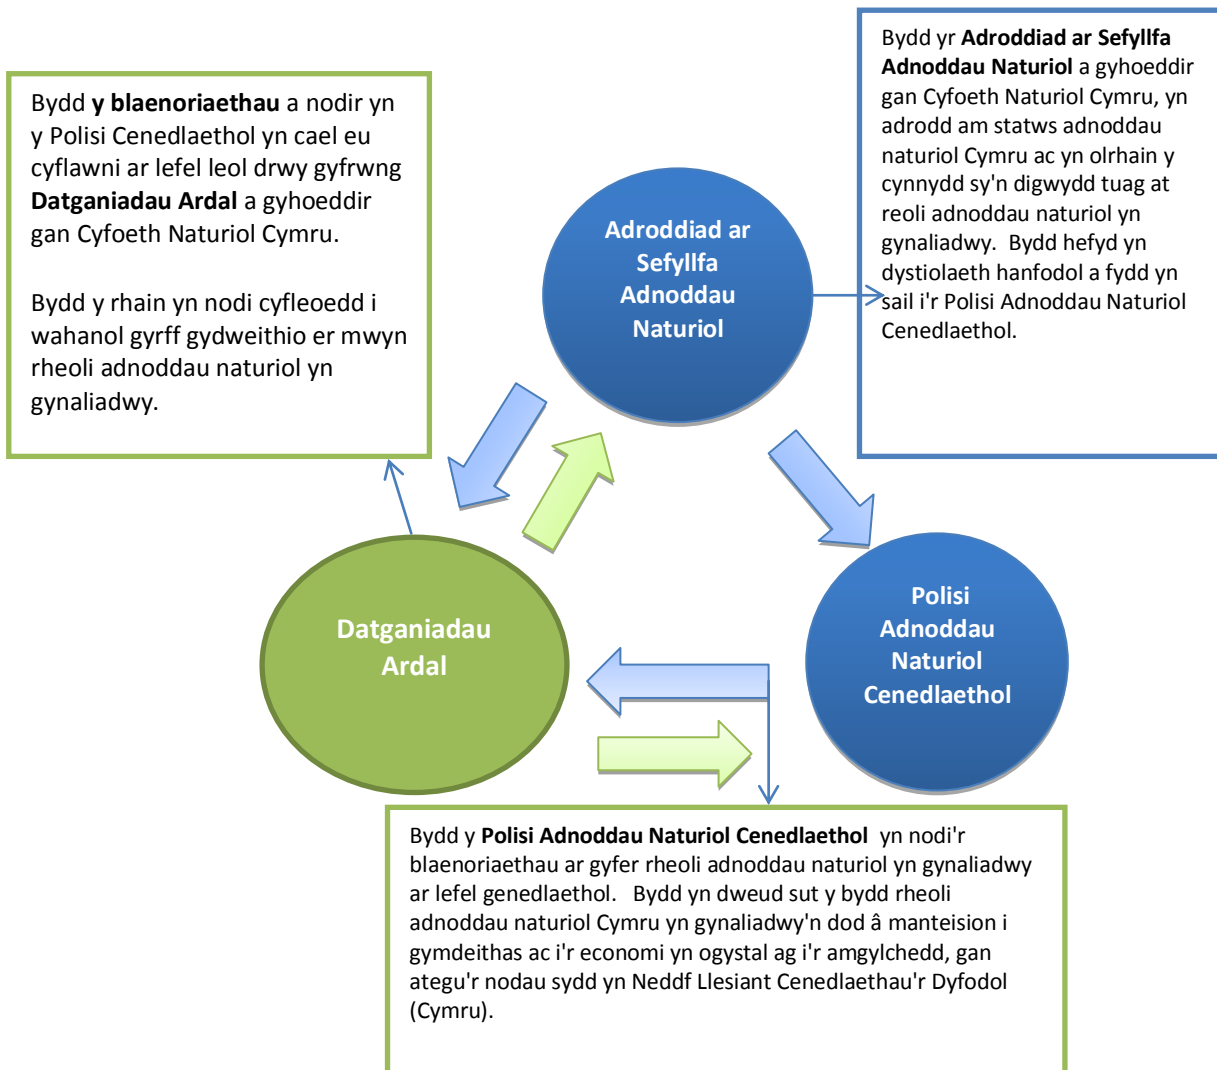 Bydd y blaenoriaethau a nodir yn
y Polisi Cenedlaethol yn cael eu
cyflawni ar lefel leol drwy gyfrwng
Datganiadau Ardal a gyhoeddir
gan Cyfoeth Naturiol Cymru.
Bydd y rhain yn nodi cyfleoedd i
wahanol gyrff gydweithio er mwyn
rheoli adnoddau naturiol yn
gynaliadwy.
Adroddiad ar
Sefyllfa
Adnoddau
Naturiol
Bydd yr Adroddiad ar Sefyllfa
Adnoddau Naturiol a gyhoeddir
gan Cyfoeth Naturiol Cymru, yn
adrodd am statws adnoddau
naturiol Cymru ac yn olrhain y
cynnydd sy'n digwydd tuag at
reoli adnoddau naturiol yn
gynaliadwy. Bydd hefyd yn
dystiolaeth hanfodol a fydd yn
sail i'r Polisi Adnoddau Naturiol
Cenedlaethol.
Datganiadau
Ardal
Polisi
Adnoddau
Naturiol
Cenedlaethol
Bydd y Polisi Adnoddau Naturiol Cenedlaethol yn nodi'r
blaenoriaethau ar gyfer rheoli adnoddau naturiol yn gynaliadwy
ar lefel genedlaethol. Bydd yn dweud sut y bydd rheoli
adnoddau naturiol Cymru yn gynaliadwy'n dod â manteision i
gymdeithas ac i'r economi yn ogystal ag i'r amgylchedd, gan
ategu'r nodau sydd yn Neddf Llesiant Cenedlaethau'r Dyfodol
(Cymru).